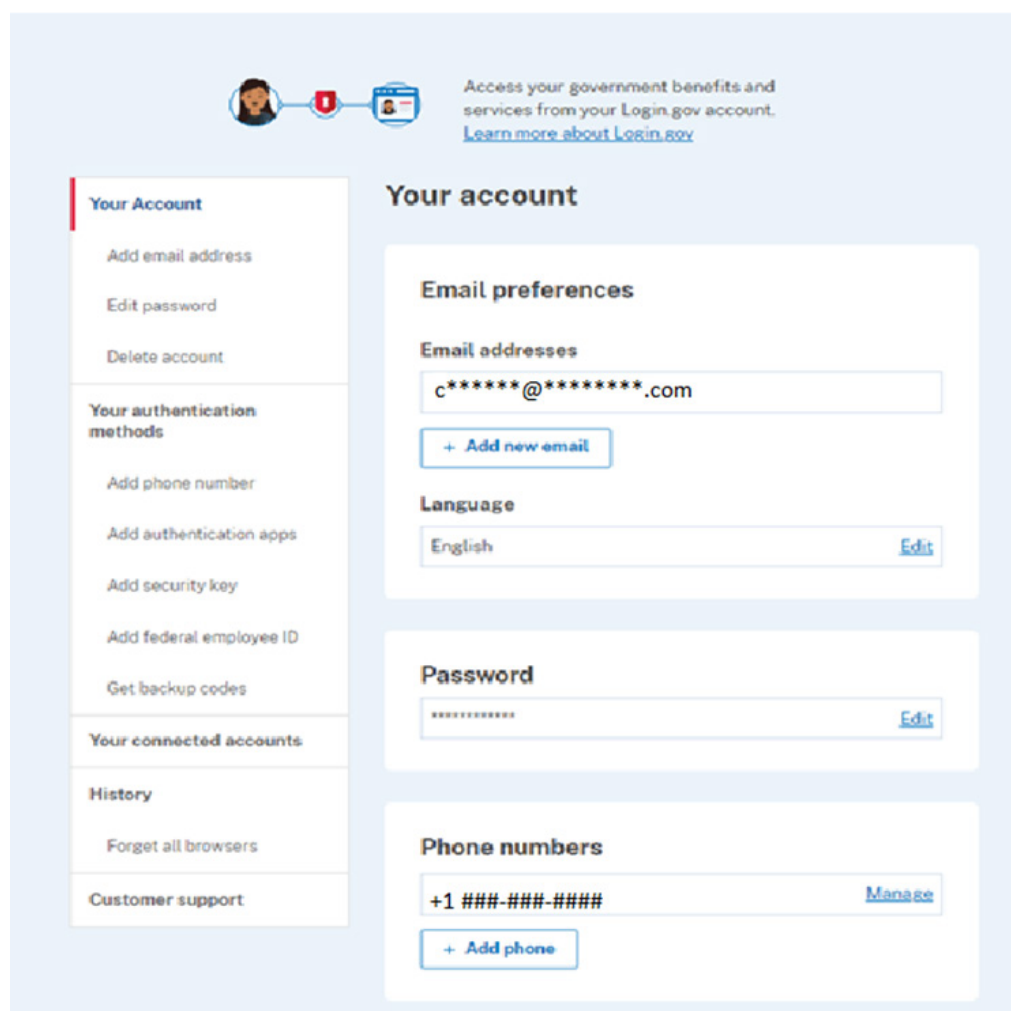 Access your government benefits and
services from your Login.gov account.
Learn more about Login.gov
Your Account
Add email address
Edit password
Delete account
Your authentication
methods
Add phone number
Add authentication apps
Add security key
Add federal employee ID
Get backup codes
Your connected accounts
History
Forget all browsers
Customer support
Your account
Email preferences
Email addresses
c******@********.com
+ Add new email
Language
English Edit
Password
************ Edit
Phone numbers
+1 ###-###-#### Manage
+ Add phone